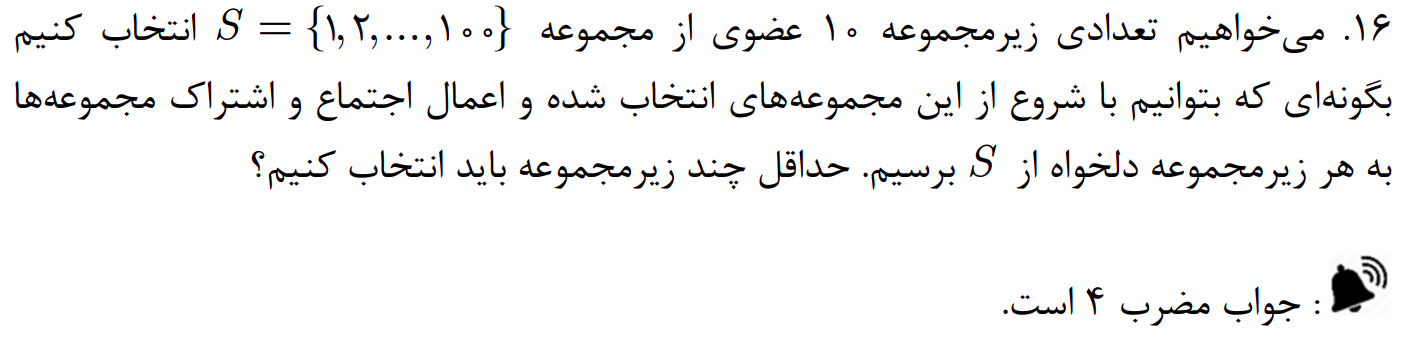 ۱۶. می‌خواهیم تعدادی زیرمجموعه ۱۰ عضوی از مجموعه S = {۱,۲,...,۱۰۰} انتخاب کنیم
بگونه‌ای که بتوانیم با شروع از این مجموعه‌های انتخاب شده و اعمال اجتماع و اشتراک مجموعه‌ها
به هر زیرمجموعه دلخواه از S برسیم. حداقل چند زیرمجموعه باید انتخاب کنیم؟
: جواب مضرب ۴ است.